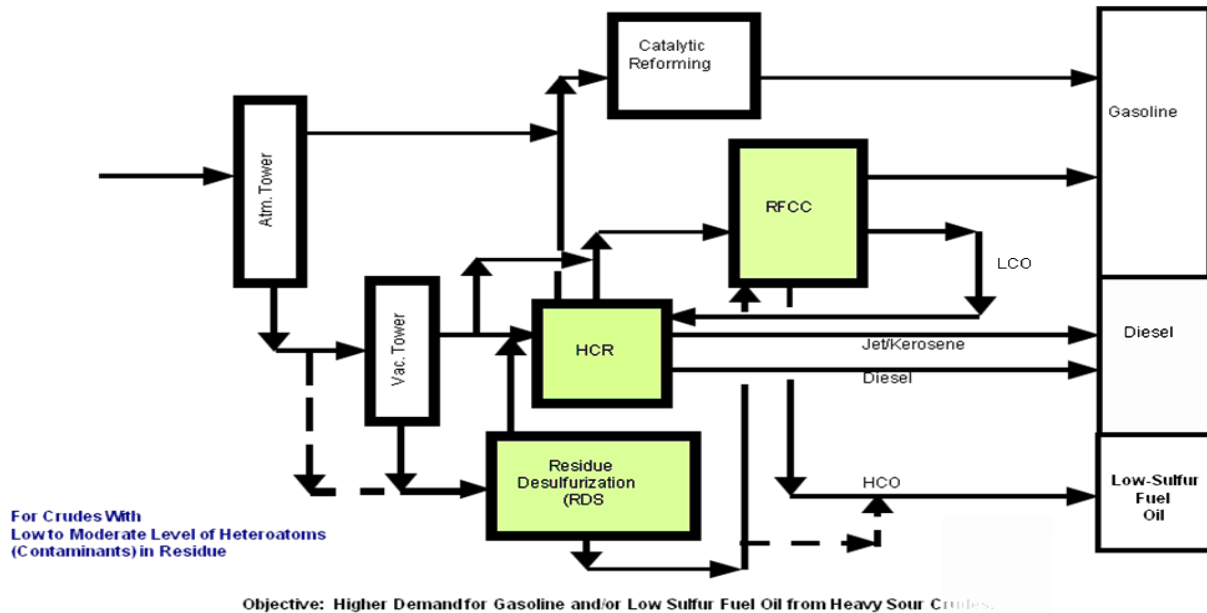 Catalytic
Reforming
Gasoline
Atm. Tower
RFCC
LCO
Vac. Tower
HCR
Jet/Kerosene
Diesel
Diesel
Residue
Desulfurization
(RDS
HCO
Low-Sulfur
Fuel
Oil
For Crudes With
Low to Moderate Level of Heteroatoms
(Contaminants) in Residue
Objective: Higher Demand for Gasoline and/or Low Sulfur Fuel Oil from Heavy Sour Crudes.